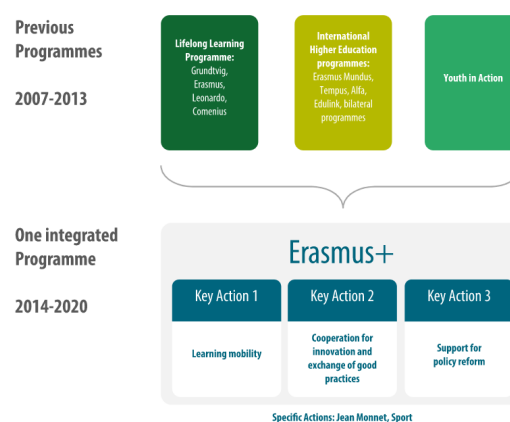 Previous
Programmes
2007-2013
Lifelong Learning
Programme:
Grundtvig,
Erasmus,
Leonardo,
Comenius
International
Higher Education
programmes:
Erasmus Mundus,
Tempus, Alfa,
Edulink, bilateral
programmes
Youth in Action
One integrated
Programme
2014-2020
Erasmus+
Key Action 1
Learning mobility
Key Action 2
Cooperation for
innovation and
exchange of good
practices
Key Action 3
Support for
policy reform
Specific Actions: Jean Monnet, Sport